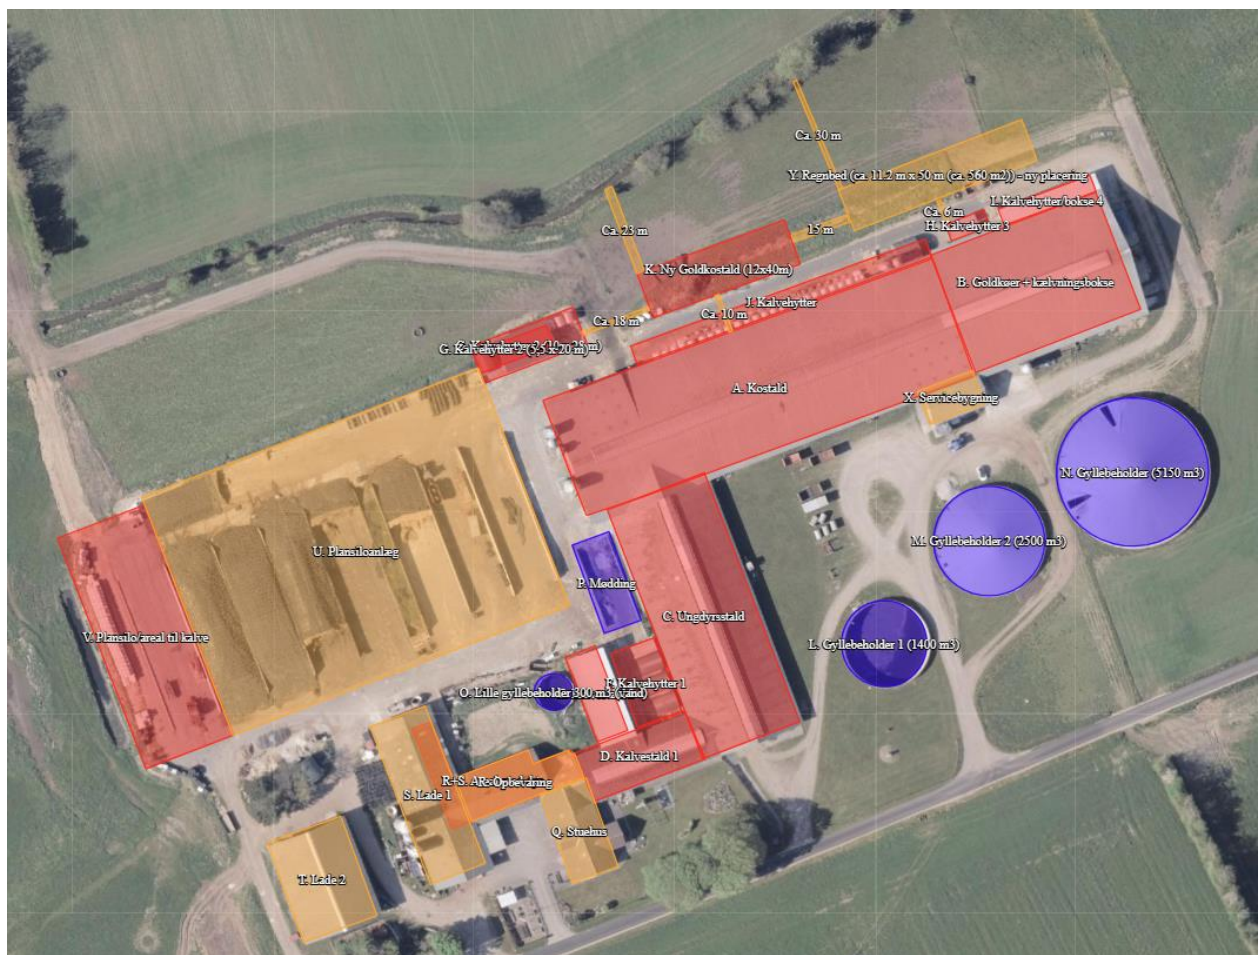 Ca. 30 m
Y. Regnbed (ca. 11.2 m x 50 m (ca. 560 m2)) - ny placering
I. Kalvehytter/bokse 4
Ca. 6 m
H. Kalvehytter 3
Ca. 23 m
15 m
K. Ny Goldkostald (12x40m)
B. Goldkøer + kælvningsbokse
J. Kalvehytter
Ca. 10 m
Ca. 18 m
G. Kalvehytter 2 (5,5 x 20 m)
A. Kostald
X. Servicebygning
N. Gyllebeholder (5150 m3)
M. Gyllebeholder 2 (2500 m3)
U. Plansiloanlæg
P. Mødding
C. Ungdyrsstald
V. Plansilo/areal til kalve
L. Gyllebeholder 1 (1400 m3)
F. Kalvehytter 1
O. Lille gyllebeholder 300 m3 (vand)
D. Kalvestald 1
R+S.
R. Opbevaring
S. Lade 1
Q. Stuehus
T. Lade 2